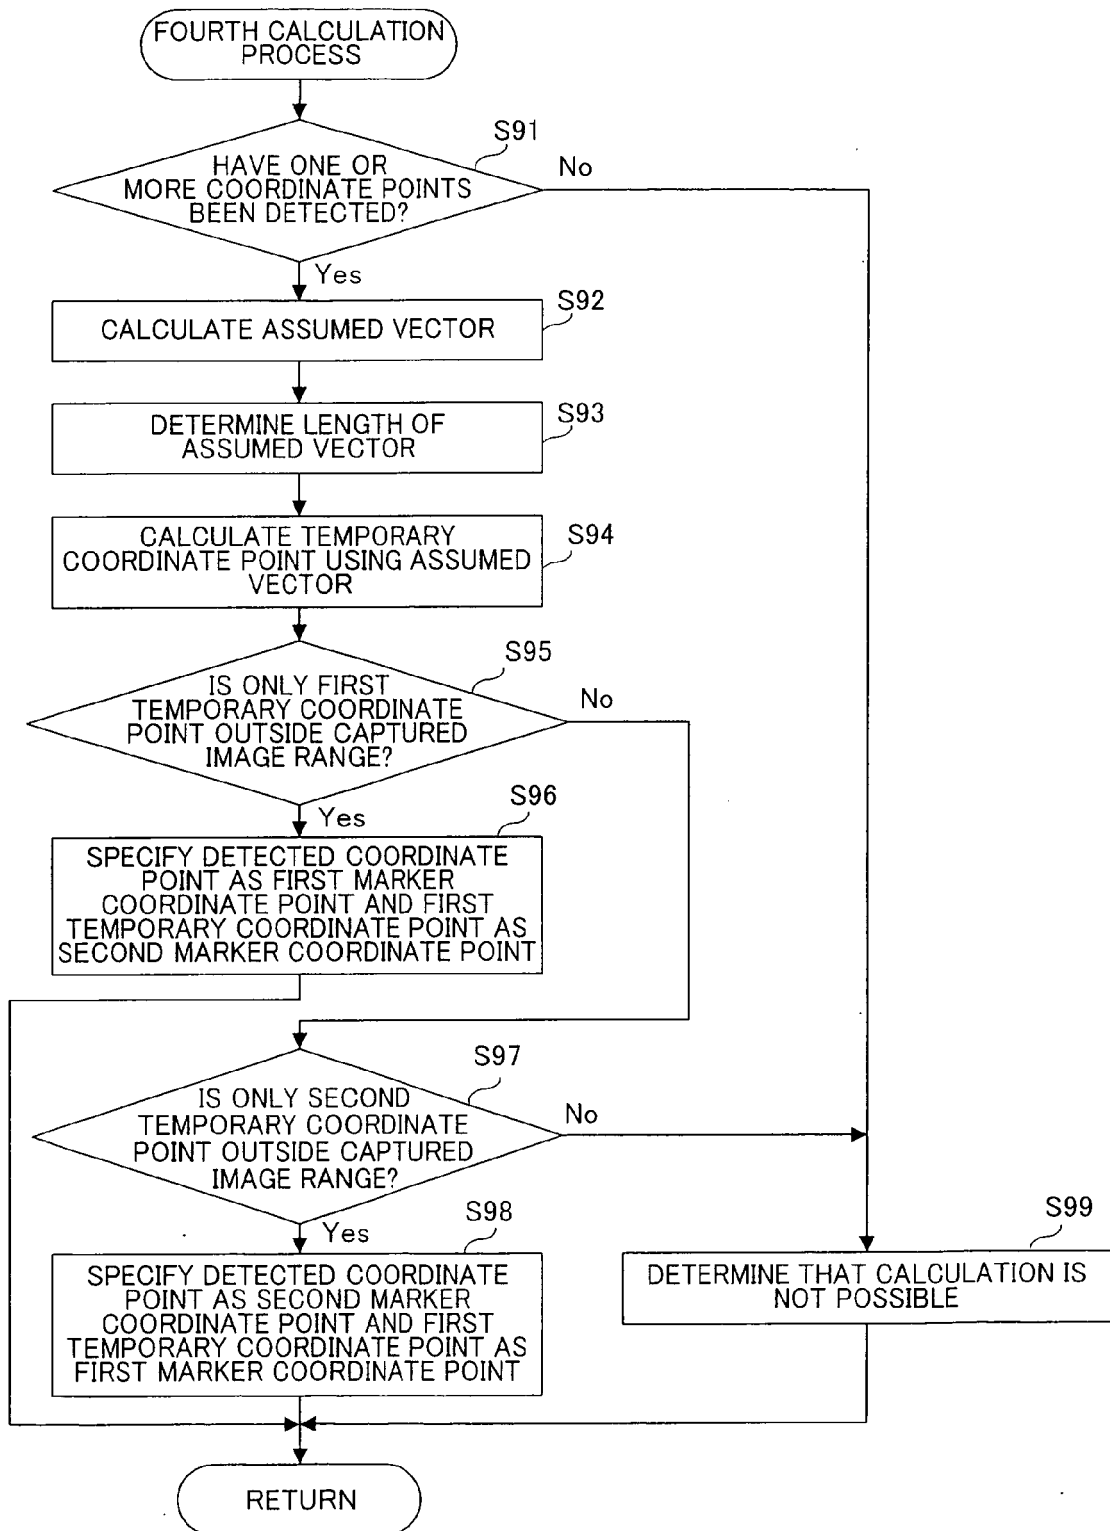 FOURTH CALCULATION
PROCESS
S91
HAVE ONE OR
MORE COORDINATE POINTS
BEEN DETECTED?
No
Yes
S92
CALCULATE ASSUMED VECTOR
S93
DETERMINE LENGTH OF
ASSUMED VECTOR
S94
CALCULATE TEMPORARY
COORDINATE POINT USING ASSUMED
VECTOR
S95
IS ONLY FIRST
TEMPORARY COORDINATE
POINT OUTSIDE CAPTURED
IMAGE RANGE?
No
Yes
S96
SPECIFY DETECTED COORDINATE
POINT AS FIRST MARKER
COORDINATE POINT AND FIRST
TEMPORARY COORDINATE POINT AS
SECOND MARKER COORDINATE POINT
S97
IS ONLY SECOND
TEMPORARY COORDINATE
POINT OUTSIDE CAPTURED
IMAGE RANGE?
No
Yes
S98
SPECIFY DETECTED COORDINATE
POINT AS SECOND MARKER
COORDINATE POINT AND FIRST
TEMPORARY COORDINATE POINT AS
FIRST MARKER COORDINATE POINT
S99
DETERMINE THAT CALCULATION IS
NOT POSSIBLE
RETURN